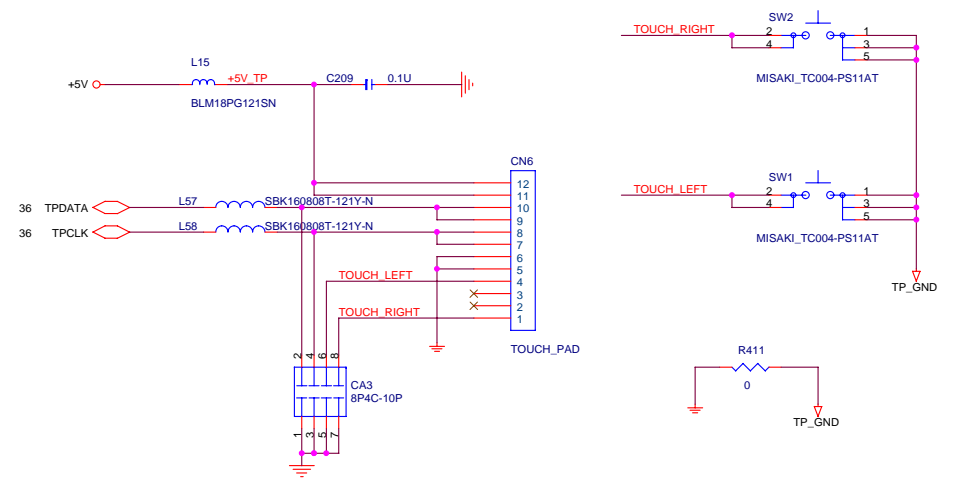 SW2
TOUCH_RIGHT
2
1
4
3
5
MISAKI_TC004-PS11AT
L15
+5V
+5V_TP
C209
0.1U
BLM18PG121SN
CN6
12
11
10
9
8
7
6
5
4
3
2
1
TOUCH_PAD
36 TPDATA
L57
SBK160808T-121Y-N
36 TPCLK
L58
SBK160808T-121Y-N
TOUCH_LEFT
TOUCH_RIGHT
SW1
TOUCH_LEFT
2
1
4
3
5
MISAKI_TC004-PS11AT
TP_GND
2
4
6
8
CA3
8P4C-10P
1
3
5
7
R411
0
TP_GND